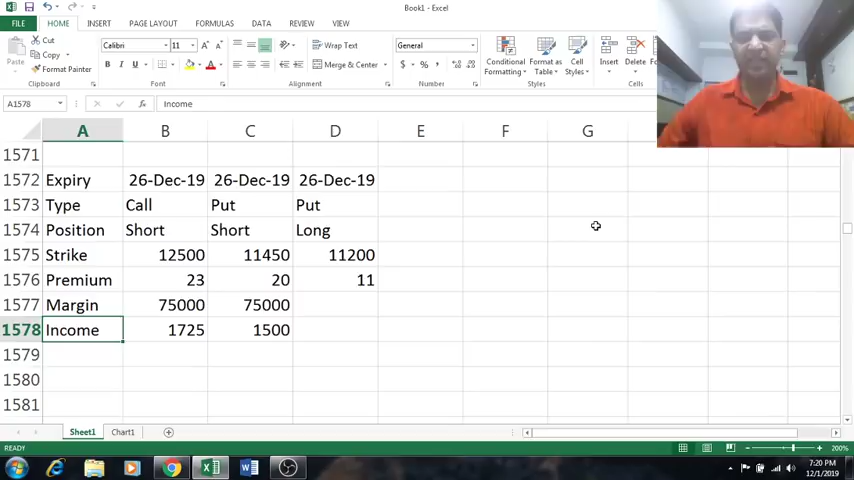 Book1 - Excel
FILE HOME INSERT PAGE LAYOUT FORMULAS DATA REVIEW VIEW
Paste
Cut
Copy
Format Painter
Clipboard
Calibri 11
B I U
Font
Wrap Text
Merge & Center
Alignment
General
$ % ,
Number
Conditional Formatting
Format as Table
Cell Styles
Styles
Insert Delete
Cells
A1578 fx Income
A B C D E F G
1571
1572 Expiry 26-Dec-19 26-Dec-19 26-Dec-19
1573 Type Call Put Put
1574 Position Short Short Long
1575 Strike 12500 11450 11200
1576 Premium 23 20 11
1577 Margin 75000 75000
1578 Income 1725 1500
1579
1580
1581
Sheet1 Chart1
READY 200%
7:20 PM
12/1/2019